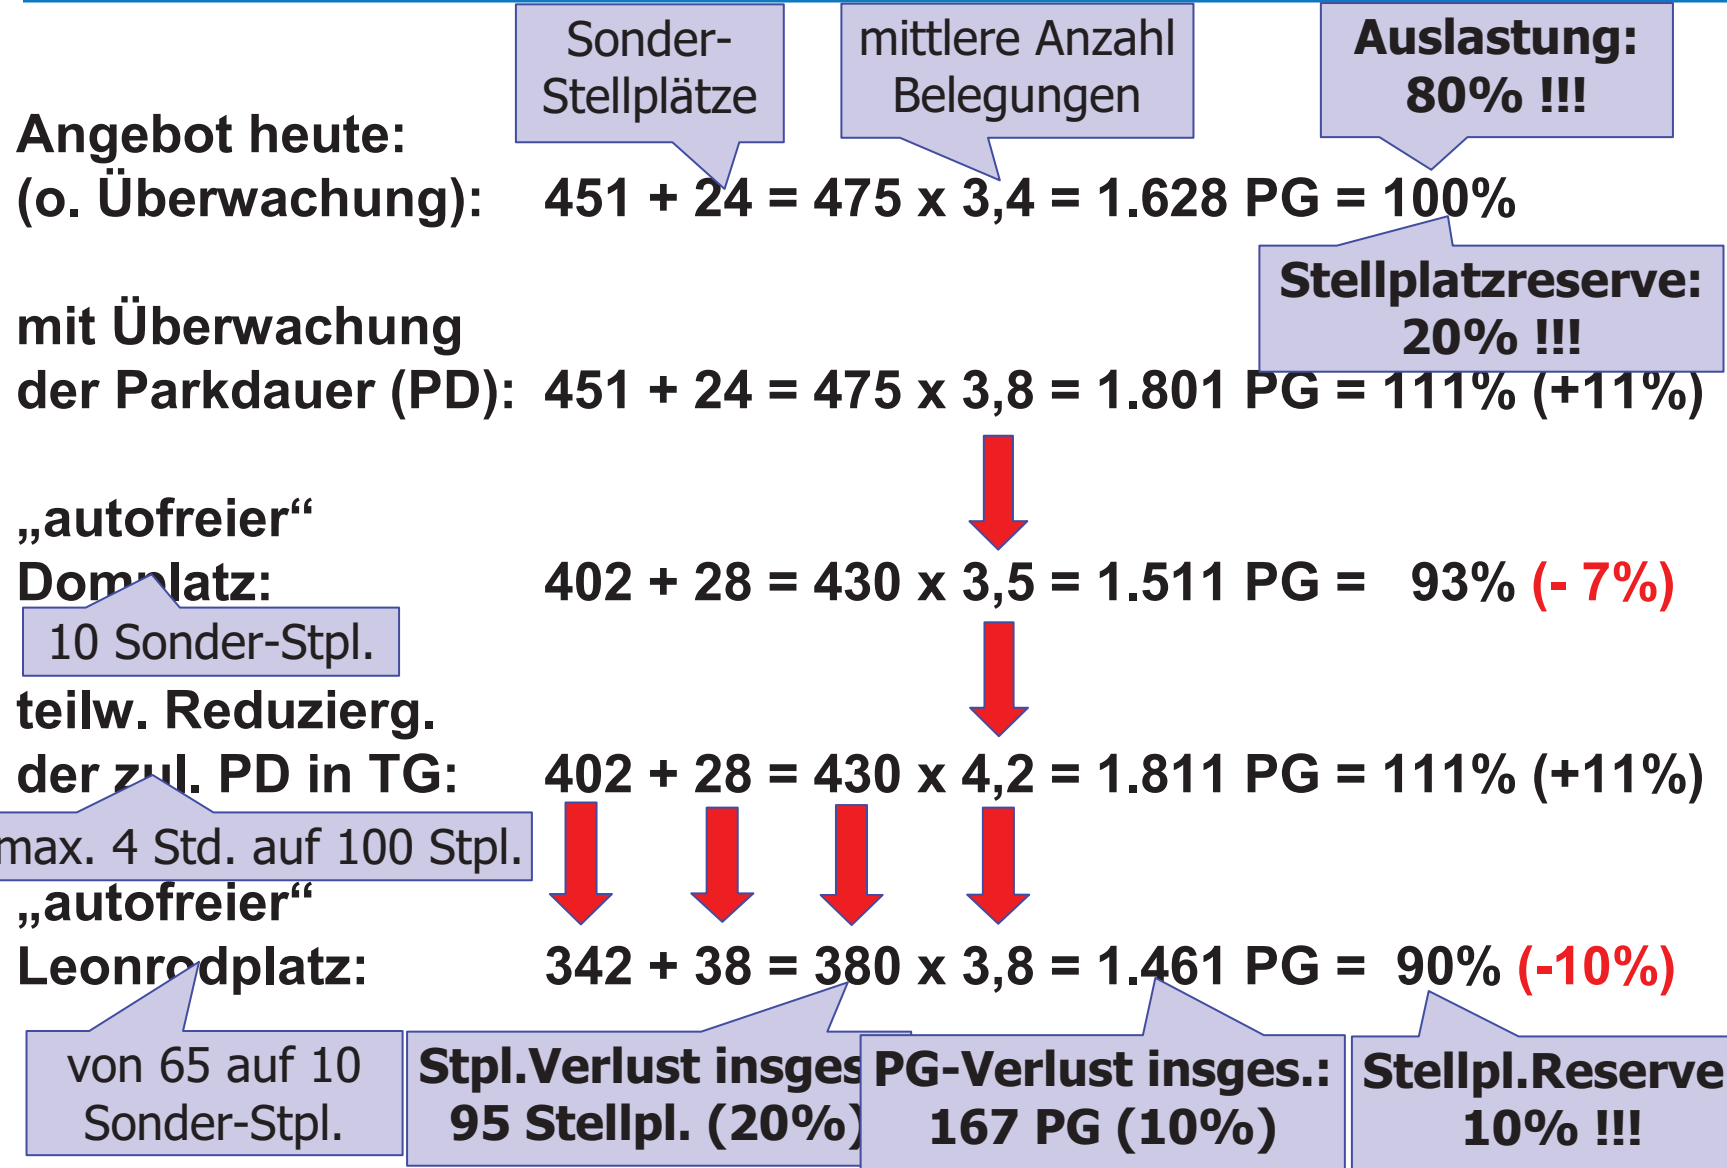 Sonder-
Stellplätze
mittlere Anzahl
Belegungen
Auslastung:
80% !!!
Angebot heute:
(o. Überwachung): 451 + 24 = 475 x 3,4 = 1.628 PG = 100%
Stellplatzreserve:
20% !!!
mit Überwachung
der Parkdauer (PD): 451 + 24 = 475 x 3,8 = 1.801 PG = 111% (+11%)
„autofreier“
Domplatz: 402 + 28 = 430 x 3,5 = 1.511 PG = 93% (- 7%)
10 Sonder-Stpl.
teilw. Reduzierg.
der zul. PD in TG: 402 + 28 = 430 x 4,2 = 1.811 PG = 111% (+11%)
max. 4 Std. auf 100 Stpl.
„autofreier“
Leonrodplatz: 342 + 38 = 380 x 3,8 = 1.461 PG = 90% (-10%)
von 65 auf 10
Sonder-Stpl.
Stpl.Verlust insges
95 Stellpl. (20%)
PG-Verlust insges.:
167 PG (10%)
Stellpl.Reserve
10% !!!